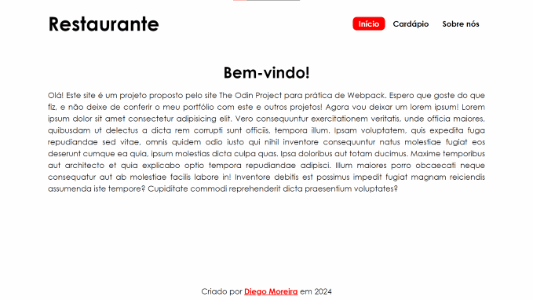 Restaurante
Início Cardápio Sobre nós
Bem-vindo!
Olá! Este site é um projeto proposto pelo site The Odin Project para prática de Webpack. Espero que goste do que
fiz, e não deixe de conferir o meu portfólio com este e outros projetos! Agora vou deixar um lorem ipsum! Lorem
ipsum dolor sit amet consectetur adipisicing elit. Vero consequuntur exercitationem veritatis, unde officia maiores,
quibusdam ut delectus a dicta rem corrupti sunt officiis, tempora illum. Ipsam voluptatem, quis expedita fuga
repudiandae sed vitae, omnis quidem odio iusto qui nihil inventore consequuntur natus molestiae fugiat eos
deserunt cumque ea quia, ipsum molestias dicta culpa quas. Ipsa doloribus aut totam ducimus. Maxime temporibus
aut architecto et quia explicabo optio tempora repudiandae adipisci. Illum maiores porro obcaecati neque
consequatur aut ab molestiae facilis labore in! Inventore debitis est possimus impedit fugiat magnam reiciendis
assumenda iste tempore? Cupiditate commodi reprehenderit dicta praesentium voluptates?
Criado por Diego Moreira em 2024